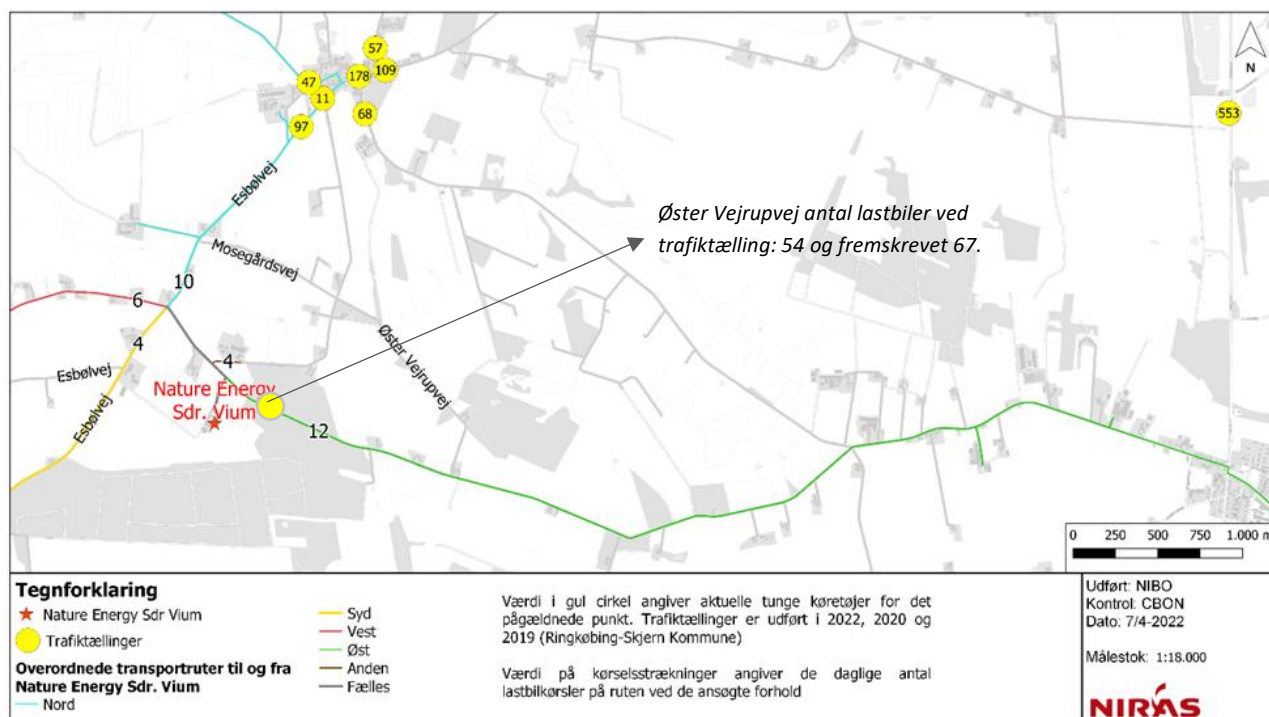 57
109
178
47
11
68
97
553
N
Esbølvej
Øster Vejrupvej antal lastbiler ved
trafiktælling: 54 og fremskrevet 67.
Mosegårdsvej
10
6
4
Øster Vejrupvej
-4-
Esbølvej
Esbølvej
Nature Energy
Sdr. Vium
12
0 250 500 750 1.000 m
Tegnforklaring
Nature Energy Sdr Vium
Trafiktællinger
Overordnede transportruter til og fra
Nature Energy Sdr. Vium
Nord
Syd
Vest
Øst
Anden
Fælles
Værdi i gul cirkel angiver aktuelle tunge køretøjer for det
pågældnede punkt. Trafiktællinger er udført i 2022, 2020 og
2019 (Ringkøbing-Skjern Kommune)
Værdi på kørselsstrækninger angiver de daglige antal
lastbilkørsler på ruten ved de ansøgte forhold
Udført: NIBO
Kontrol: CBON
Dato: 7/4-2022
Målestok: 1:18.000
NIRÁS